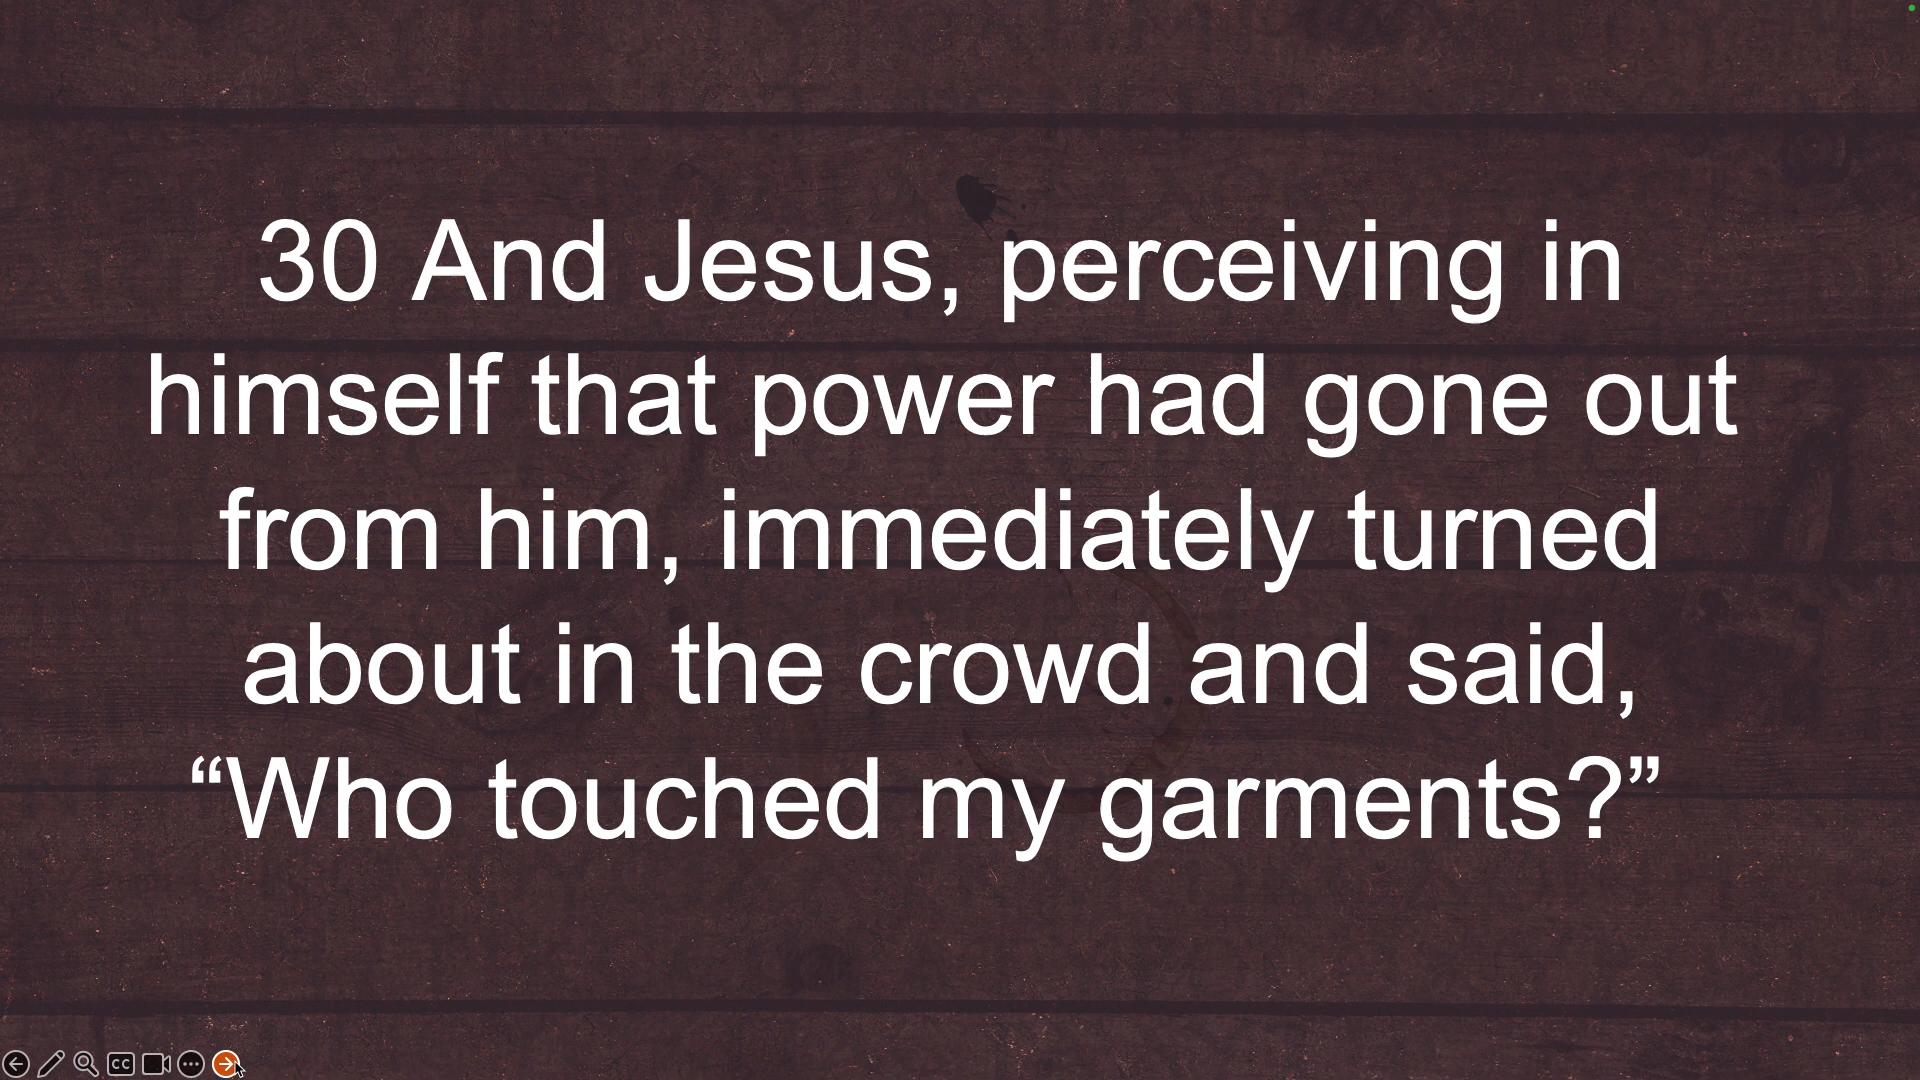 30 And Jesus, perceiving in
himself that power had gone out
from him, immediately turned
about in the crowd and said,
“Who touched my garments?”
CC